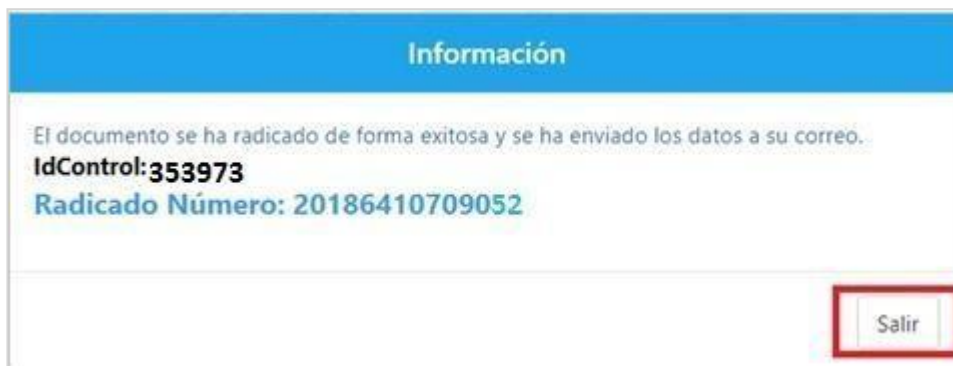 Información
El documento se ha radicado de forma exitosa y se ha enviado los datos a su correo.
IdControl:353973
Radicado Número: 20186410709052
Salir